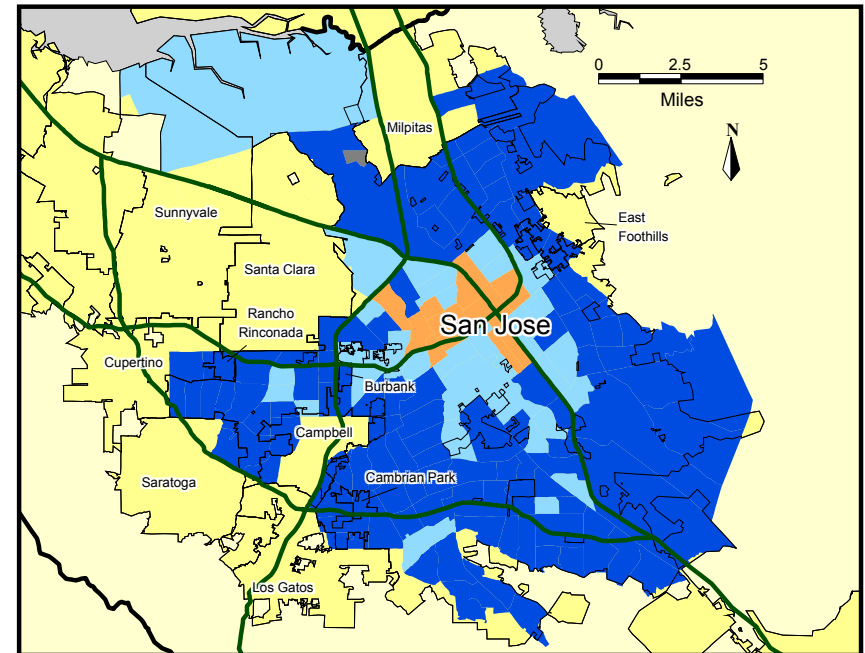 0 2.5 5
Miles
N
Milpitas
Sunnyvale
East
Foothills
Santa Clara
Rancho
Rinconada
San Jose
Cupertino
Burbank
Campbell
Saratoga
Cambrian Park
Los Gatos